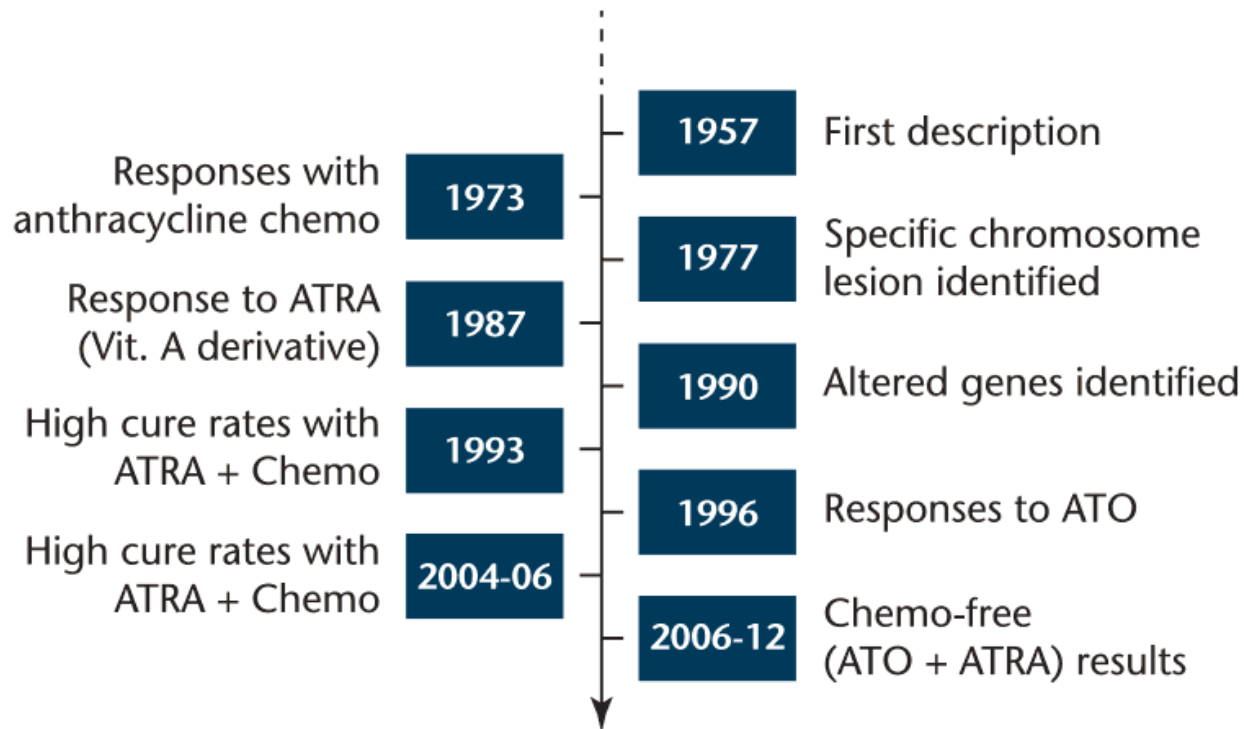 1957
First description
Responses with
anthracycline chemo
1973
1977
Specific chromosome
lesion identified
Response to ATRA
(Vit. A derivative)
1987
1990
Altered genes identified
High cure rates with
ATRA + Chemo
1993
1996
Responses to ATO
High cure rates with
ATRA + Chemo
2004-06
2006-12
Chemo-free
(ATO + ATRA) results